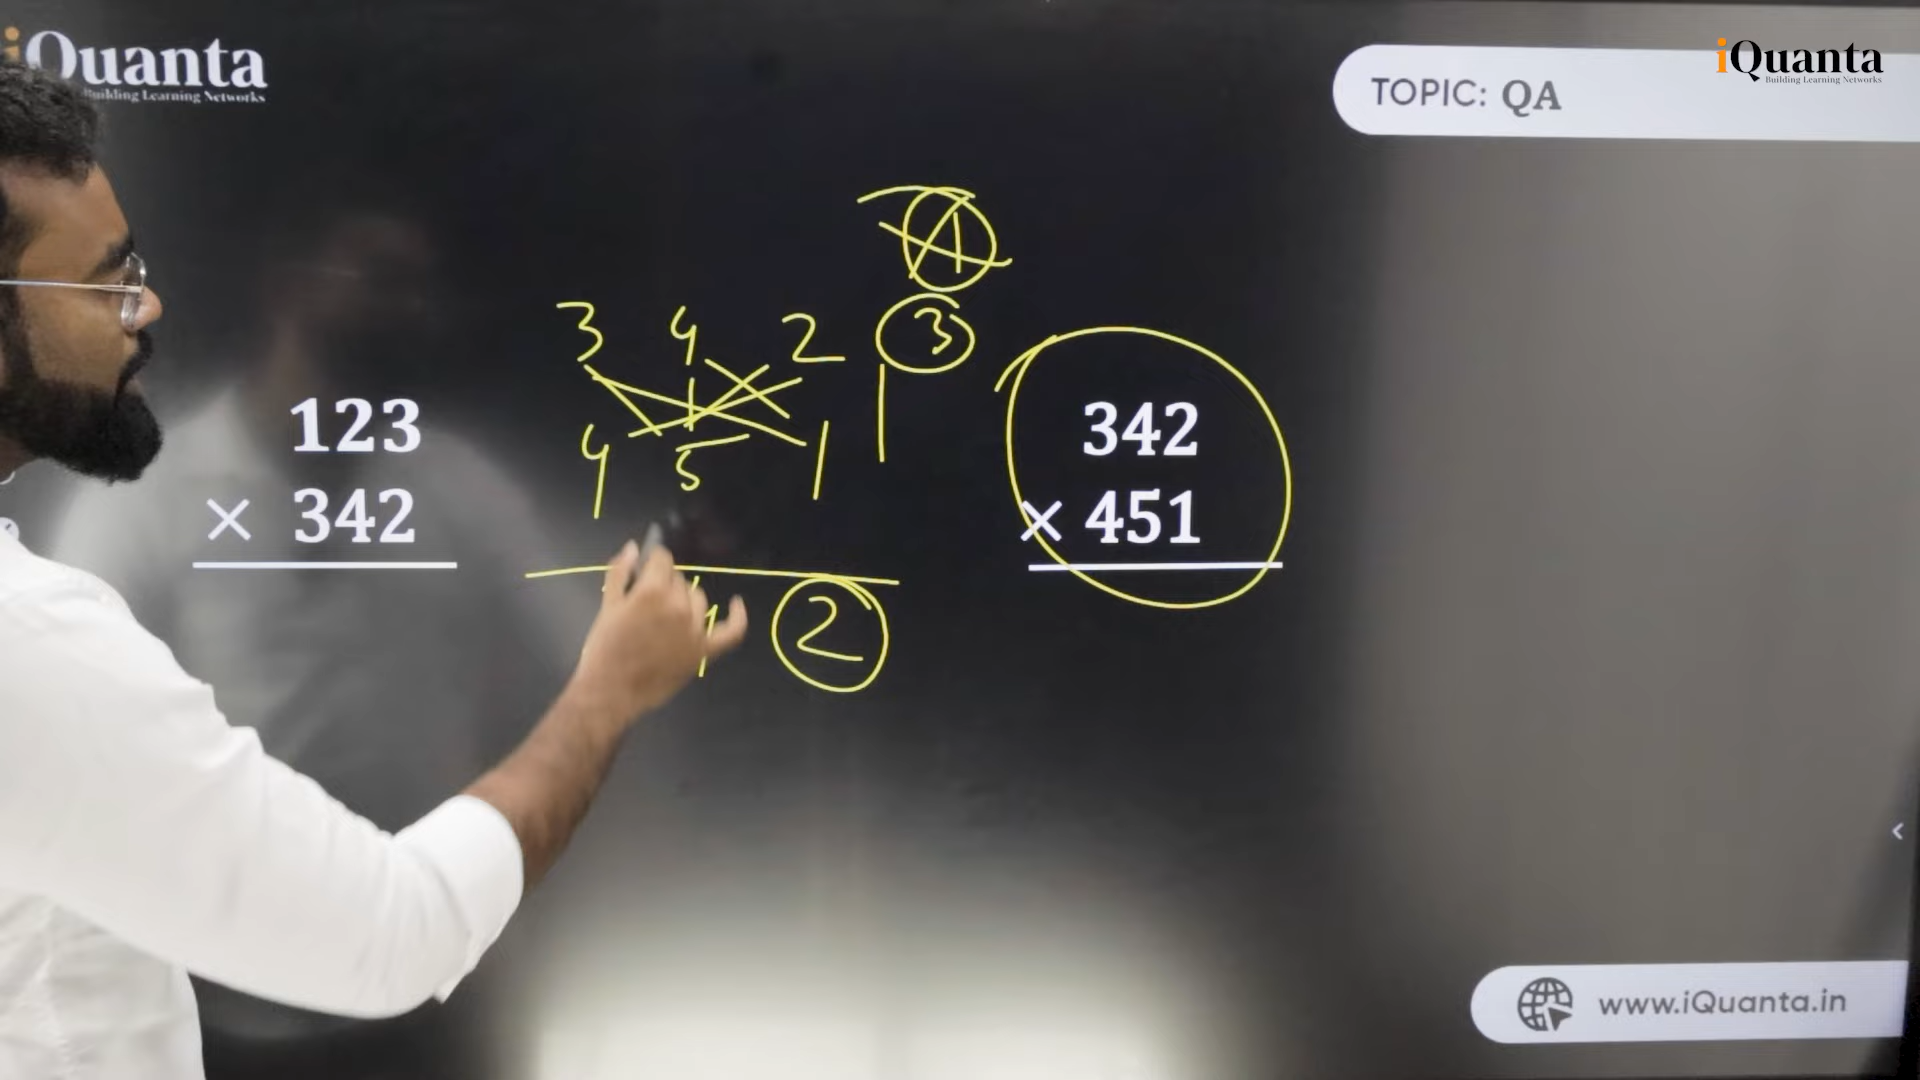 iQuanta
Building Learning Networks
TOPIC: QA
iQuanta
Building Learning Networks
1
3 4 2 3
4 5 1
4 2
123
× 342
342
× 451
www.iQuanta.in